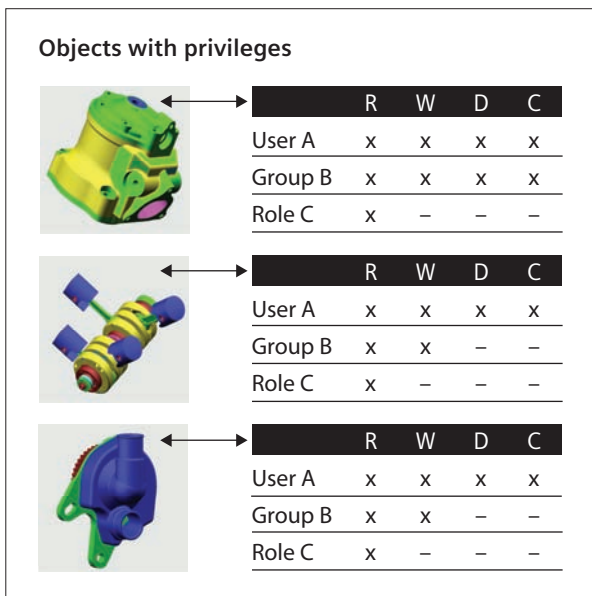 Objects with privileges
R W D C
User A x x x x
Group B x x x x
Role C x – – –
R W D C
User A x x x x
Group B x x – –
Role C x – – –
R W D C
User A x x x x
Group B x x – –
Role C x – – –